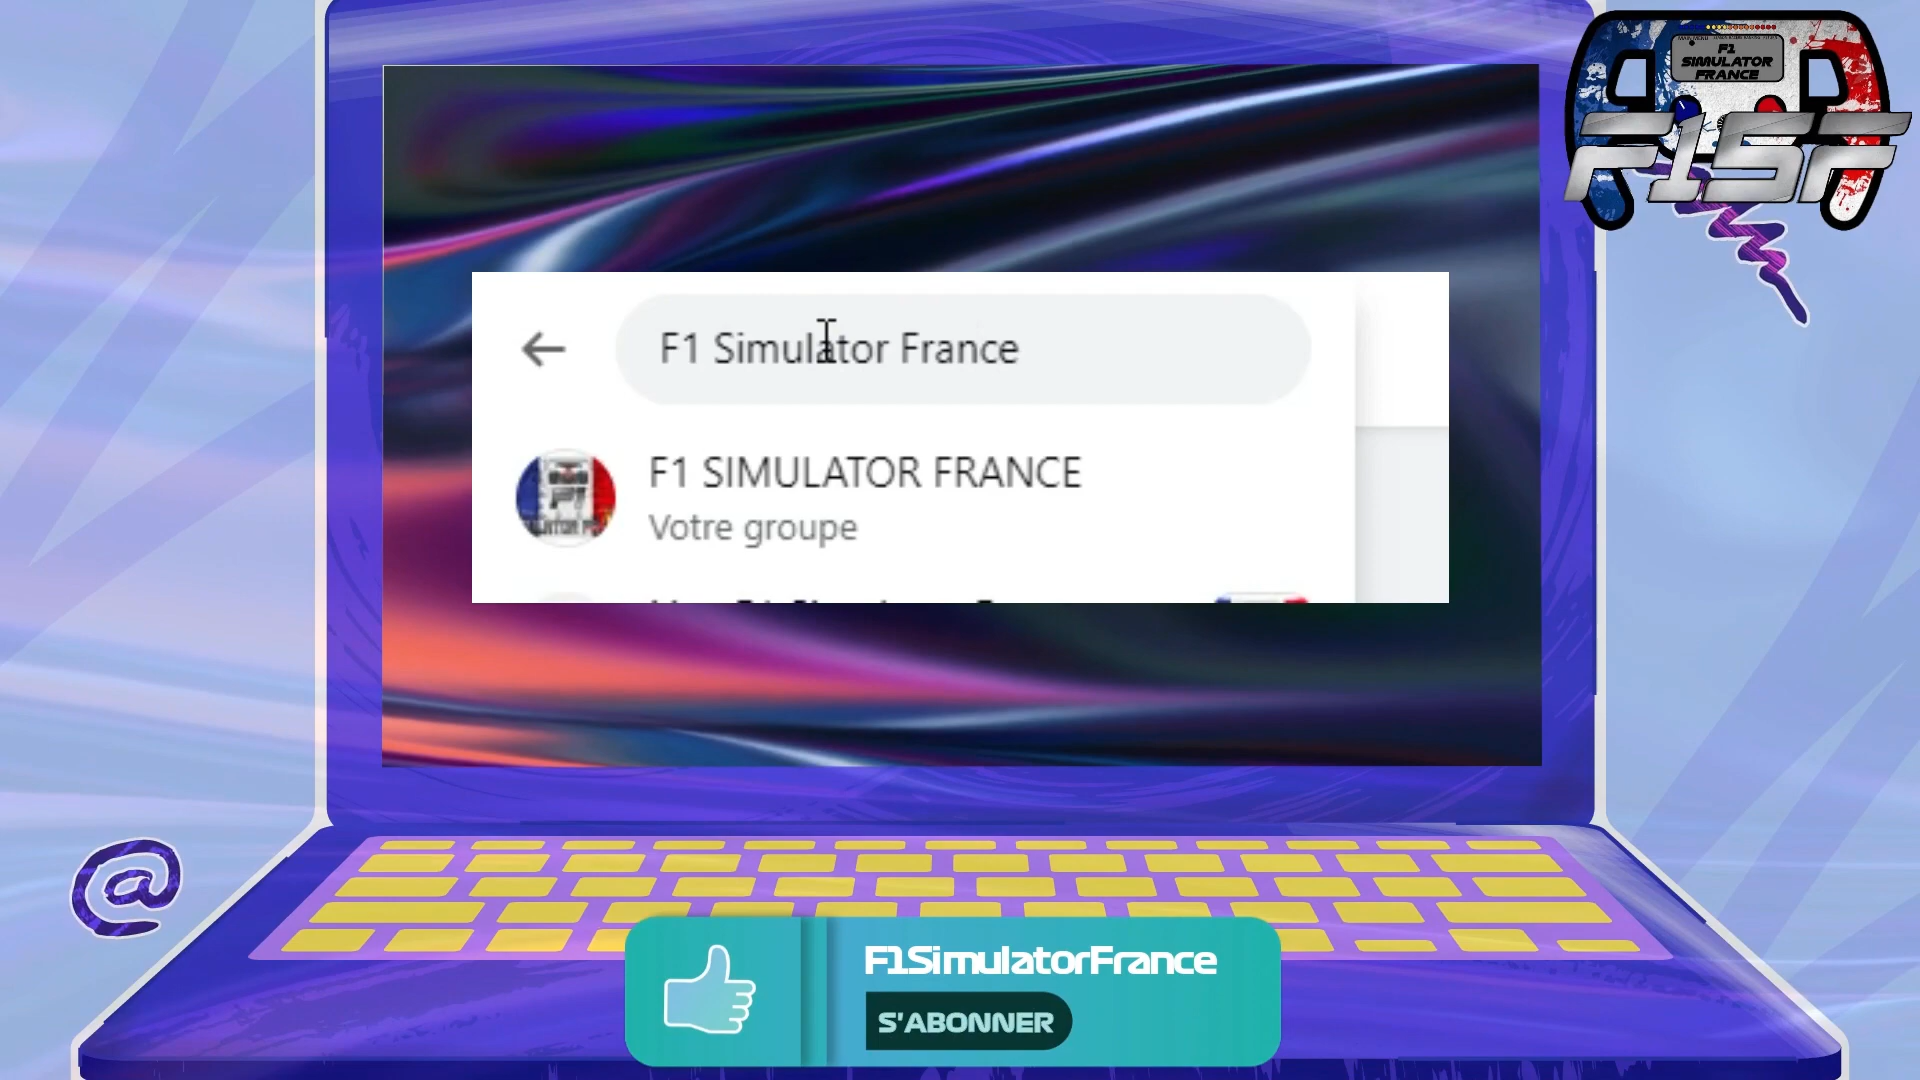 F1
SIMULATOR
FRANCE
F1SF
F1 Simulator France
F1 SIMULATOR FRANCE
Votre groupe
@
F1SimulatorFrance
S'ABONNER